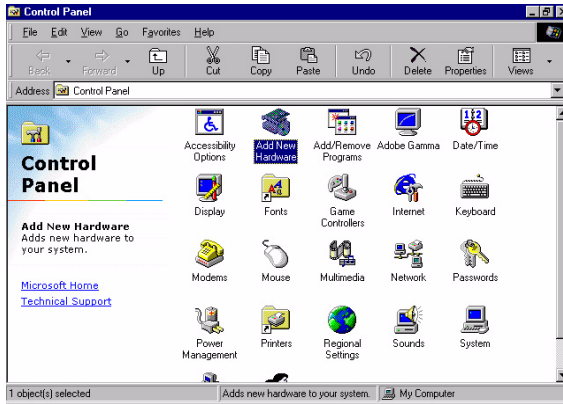 Control Panel
File Edit View Go Favorites Help
Back Forward Up Cut Copy Paste Undo Delete Properties Views
Address Control Panel
Control
Panel
Add New Hardware
Adds new hardware to
your system.
Microsoft Home
Technical Support
Accessibility
Options
Add New
Hardware
Add/Remove
Programs
Adobe Gamma
Date/Time
Display
Fonts
Game
Controllers
Internet
Keyboard
Modems
Mouse
Multimedia
Network
Passwords
Power
Management
Printers
Regional
Settings
Sounds
System
1 object(s) selected
Adds new hardware to your system.
My Computer